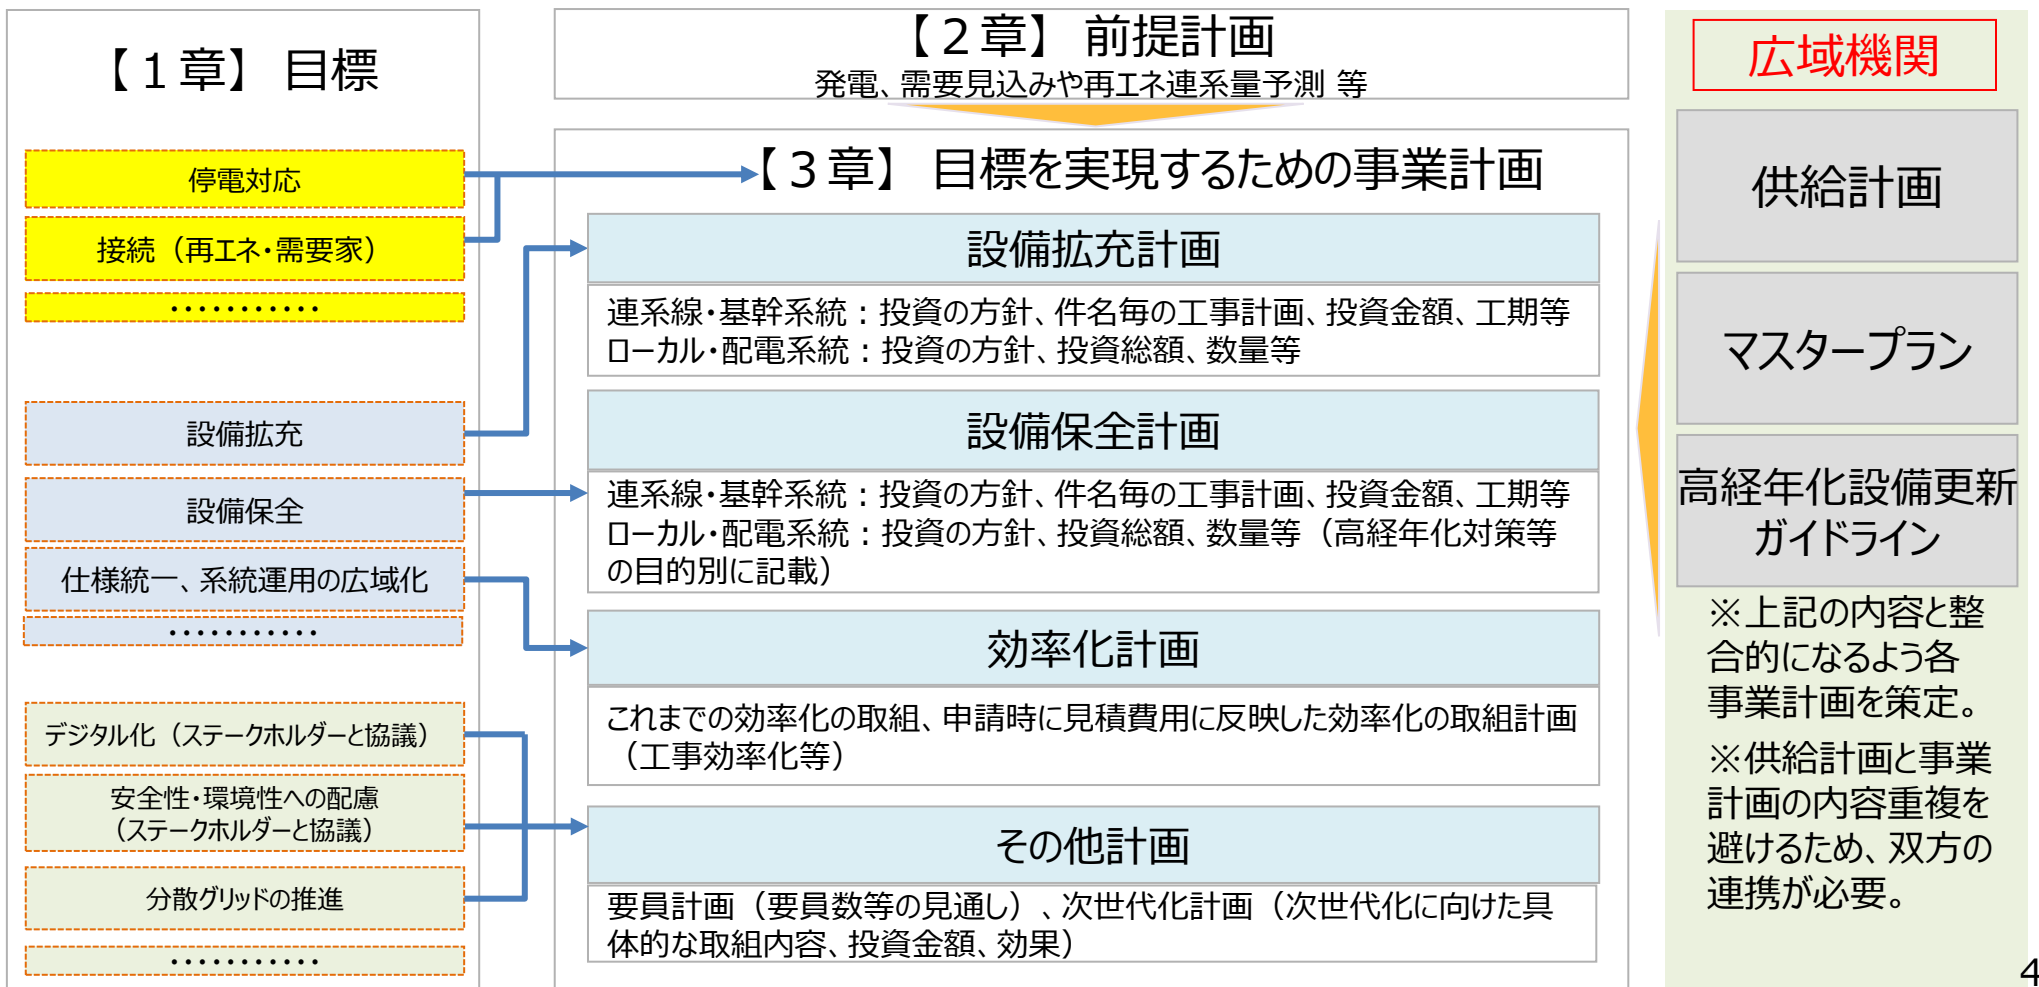 【１章】 目標
停電対応
接続（再エネ・需要家）
・・・・・・・・・・・
設備拡充
設備保全
仕様統一、系統運用の広域化
・・・・・・・・・・・
デジタル化（ステークホルダーと協議）
安全性・環境性への配慮
（ステークホルダーと協議）
分散グリッドの推進
・・・・・・・・・・・
【２章】 前提計画
発電、需要見込みや再エネ連系量予測 等
【３章】 目標を実現するための事業計画
設備拡充計画
連系線・基幹系統：投資の方針、件名毎の工事計画、投資金額、工期等
ローカル・配電系統：投資の方針、投資総額、数量等
設備保全計画
連系線・基幹系統：投資の方針、件名毎の工事計画、投資金額、工期等
ローカル・配電系統：投資の方針、投資総額、数量等（高経年化対策等
の目的別に記載）
効率化計画
これまでの効率化の取組、申請時に見積費用に反映した効率化の取組計画
（工事効率化等）
その他計画
要員計画（要員数等の見通し）、次世代化計画（次世代化に向けた具
体的な取組内容、投資金額、効果）
広域機関
供給計画
マスタープラン
高経年化設備更新
ガイドライン
※上記の内容と整
合的になるよう各
事業計画を策定。
※供給計画と事業
計画の内容重複を
避けるため、双方の
連携が必要。
4